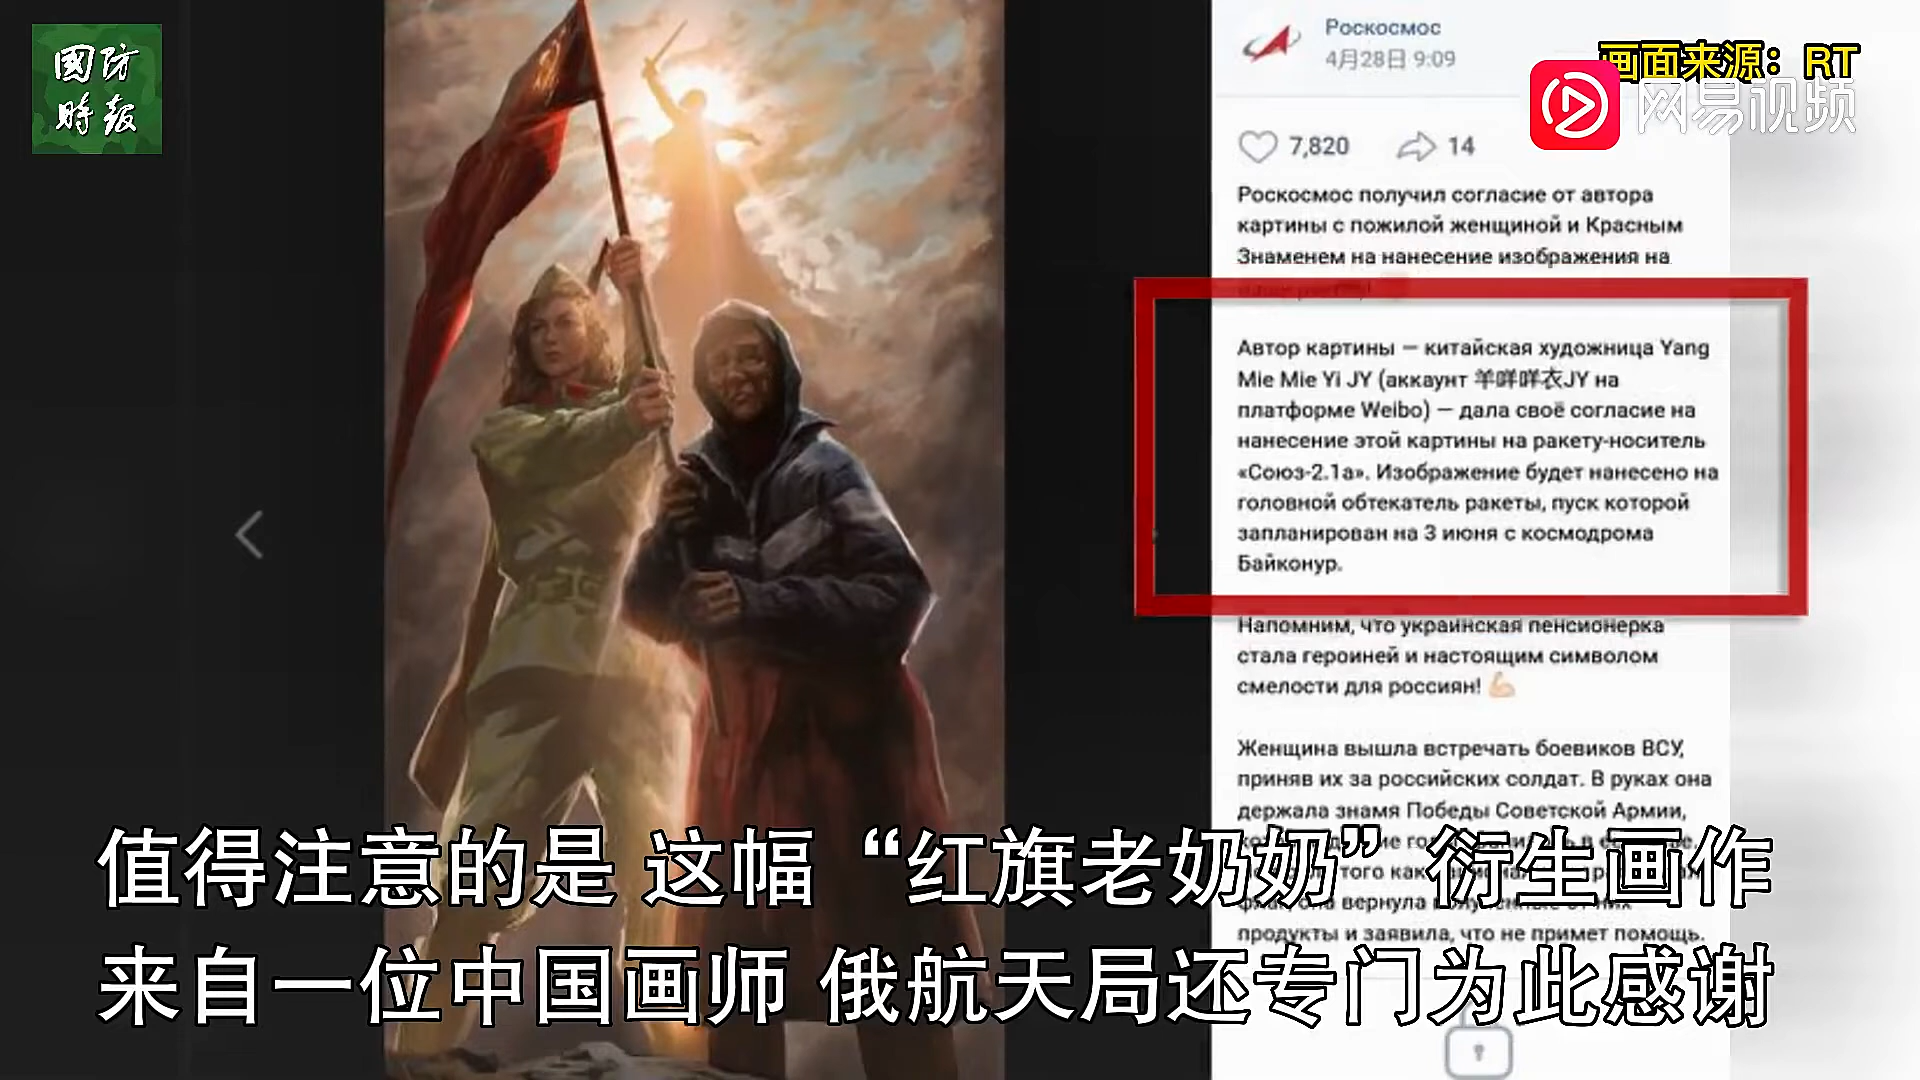 國防
時報
Роскосмос
4月28日 9:09
画面来源：RT
网易视频
7,820
14
Роскосмос получил согласие от автора
картины с пожилой женщиной и Красным
Знаменем на нанесение изображения на
Автор картины — китайская художница Yang
Mie Mie Yi JY (аккаунт 羊咩咩衣JY на
платформе Weibo) — дала своё согласие на
нанесение этой картины на ракету-носитель
«Союз-2.1а». Изображение будет нанесено на
головной обтекатель ракеты, пуск которой
запланирован на 3 июня с космодрома
Байконур.
Напомним, что украинская пенсионерка
стала героиней и настоящим символом
смелости для россиян! 💪🏻
Женщина вышла встречать боевиков ВСУ,
приняв их за российских солдат. В руках она
держала знамя Победы Советской Армии,
того как
она вернула
продукты и заявила, что не примет помощь.
值得注意的是 这幅“红旗老奶奶”衍生画作
来自一位中国画师 俄航天局还专门为此感谢